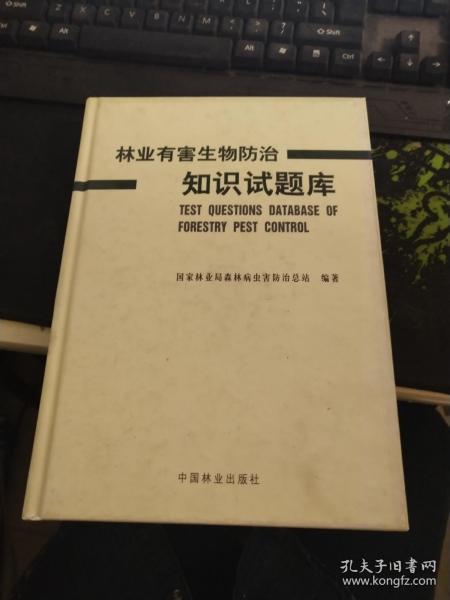 林业有害生物防治
知识试题库
TEST QUESTIONS DATABASE OF
FORESTRY PEST CONTROL
国家林业局森林病虫害防治总站 编著
中国林业出版社
孔夫子旧书网
www.kongfz.com